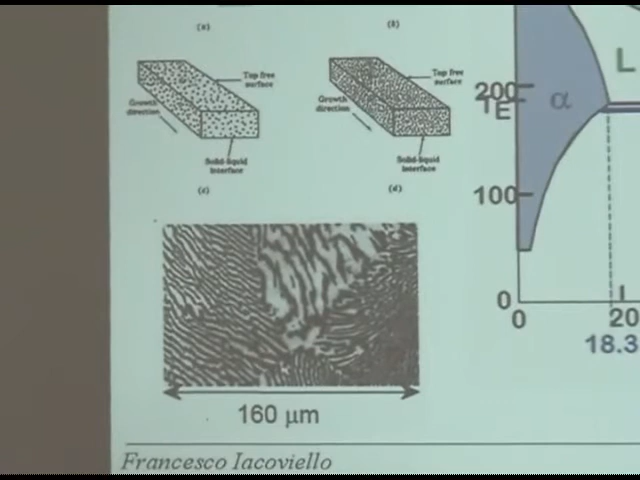 (a)
(b)
Top free
surface
Growth
direction
Solid-liquid
interface
(c)
Top free
surface
Growth
direction
Solid-liquid
interface
(d)
160 μm
Francesco Iacoviello
L
α
200
TE
100
0
0
20
18.3